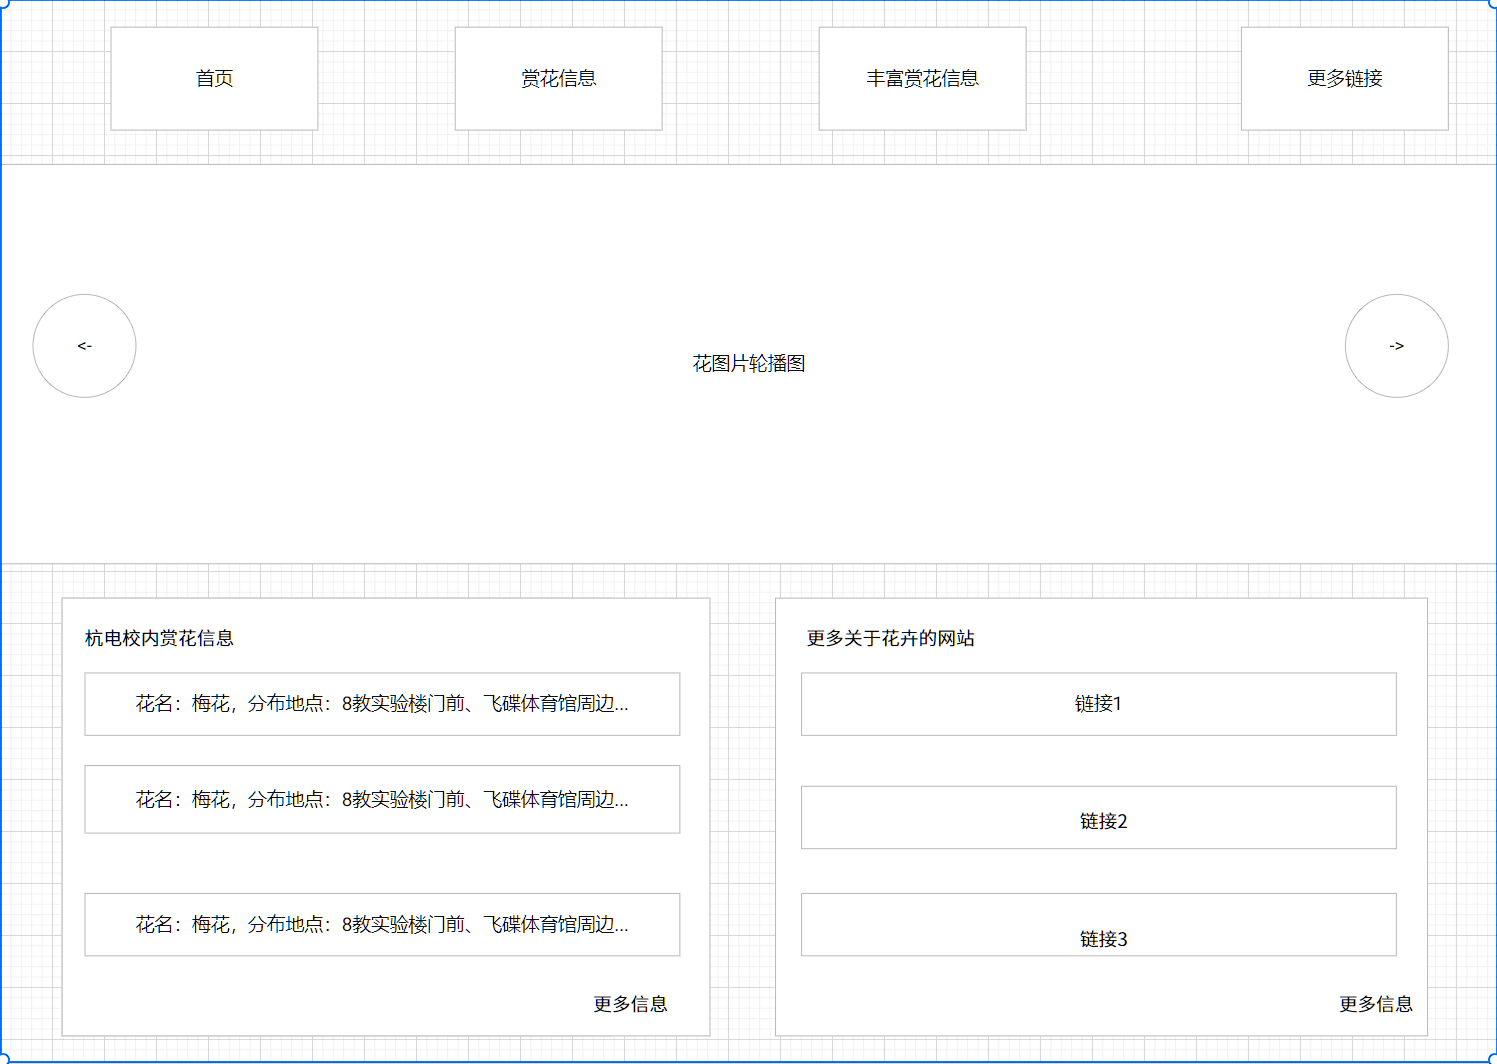 首页
赏花信息
丰富赏花信息
更多链接
<-
花图片轮播图
->
杭电校内赏花信息
花名：梅花，分布地点：8教实验楼门前、飞碟体育馆周边...
花名：梅花，分布地点：8教实验楼门前、飞碟体育馆周边...
花名：梅花，分布地点：8教实验楼门前、飞碟体育馆周边...
更多信息
更多关于花卉的网站
链接1
链接2
链接3
更多信息